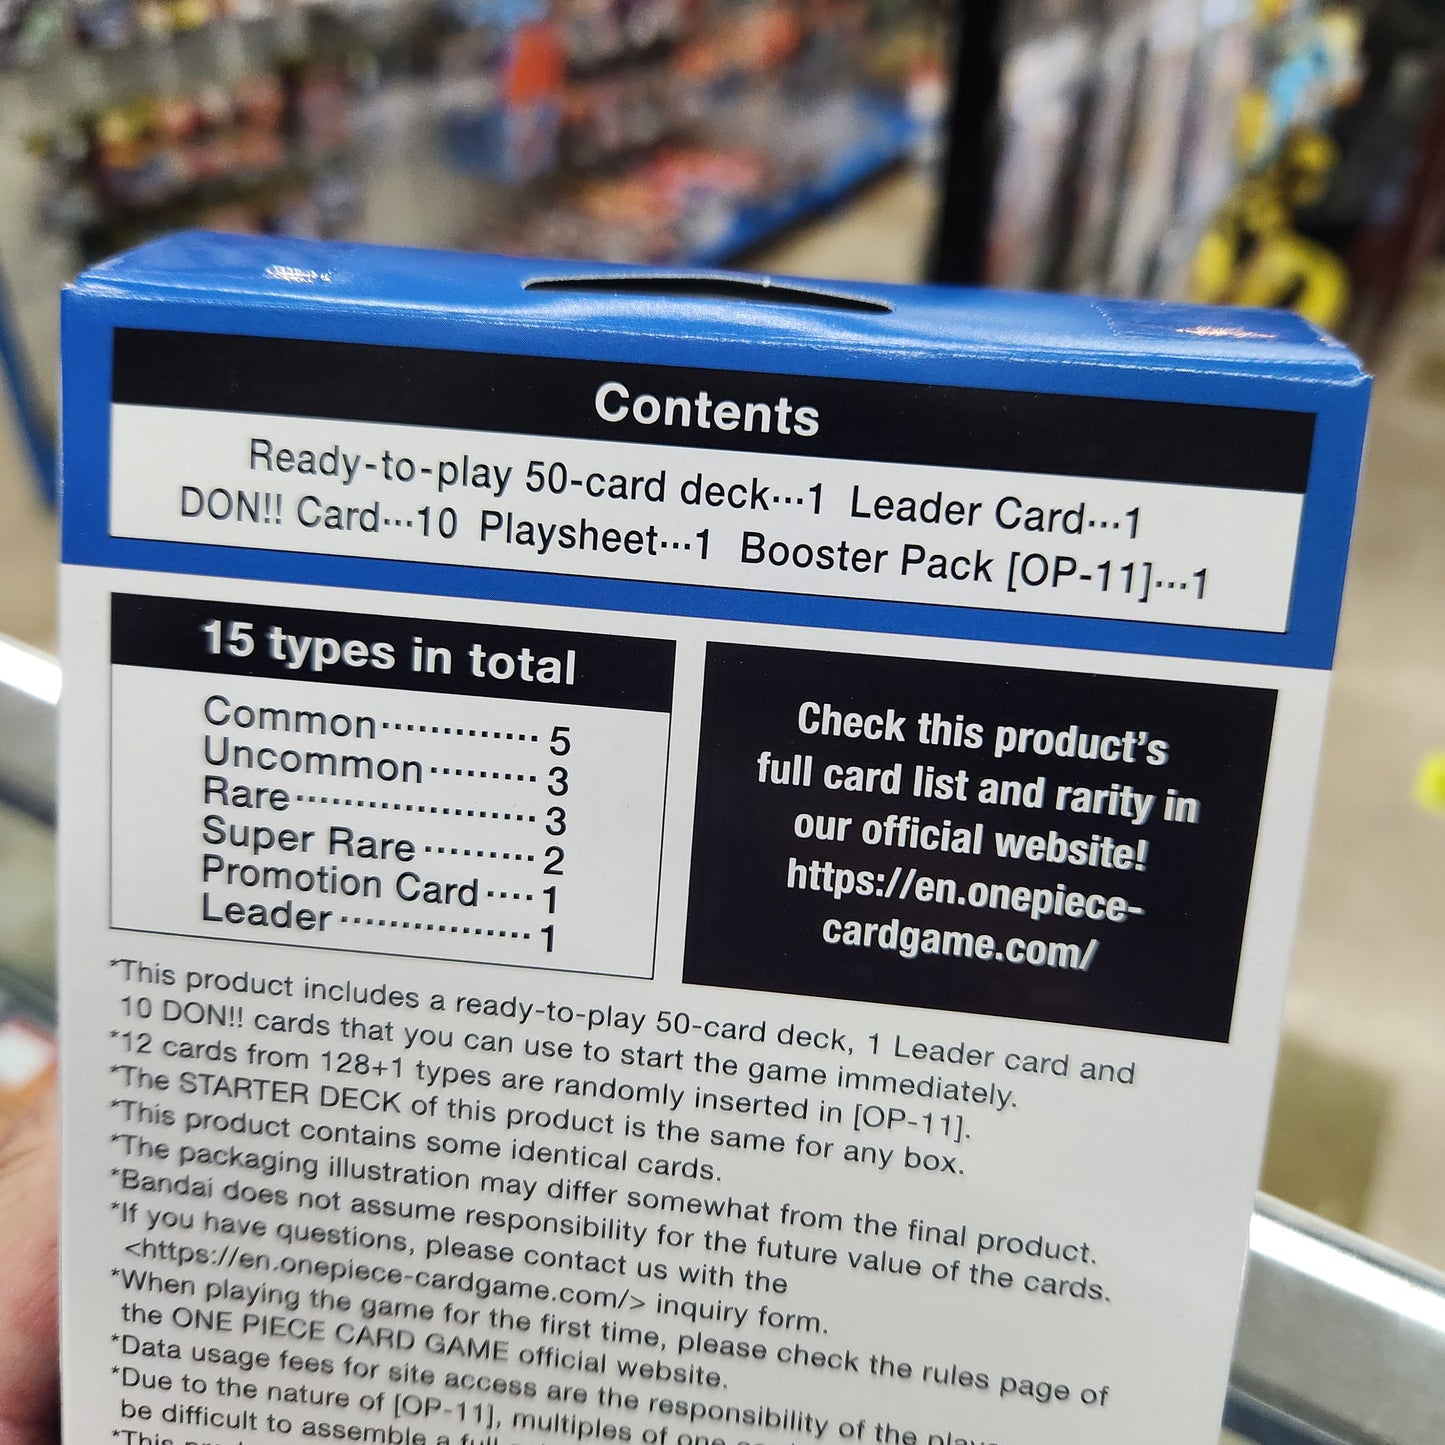 Contents
Ready-to-play 50-card deck···1 Leader Card···1
DON!! Card···10 Playsheet···1 Booster Pack [OP-11]···1
15 types in total
Common·············5
Uncommon·········3
Rare····················3
Super Rare·········2
Promotion Card····1
Leader················1
Check this product's
full card list and rarity in
our official website!
https://en.onepiece-
cardgame.com/
*This product includes a ready-to-play 50-card deck, 1 Leader card and
10 DON!! cards that you can use to start the game immediately.
*12 cards from 128+1 types are randomly inserted in [OP-11].
*The STARTER DECK of this product is the same for any box.
*This product contains some identical cards.
*The packaging illustration may differ somewhat from the final product.
*Bandai does not assume responsibility for the future value of the cards.
*If you have questions, please contact us with the
<https://en.onepiece-cardgame.com/> inquiry form.
*When playing the game for the first time, please check the rules page of
the ONE PIECE CARD GAME official website.
*Data usage fees for site access are the responsibility of the
*Due to the nature of [OP-11], multiples of one
be difficult to assemble a full
*This